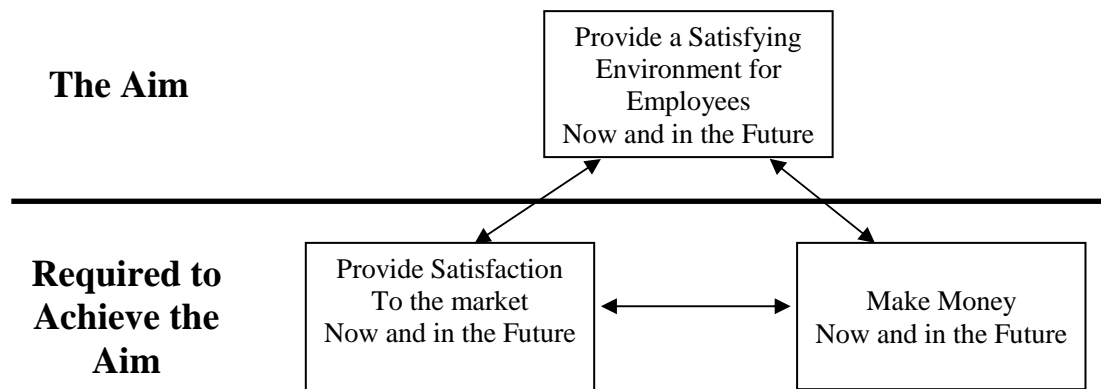 The Aim
Provide a Satisfying
Environment for
Employees
Now and in the Future
Required to
Achieve the
Aim
Provide Satisfaction
To the market
Now and in the Future
Make Money
Now and in the Future